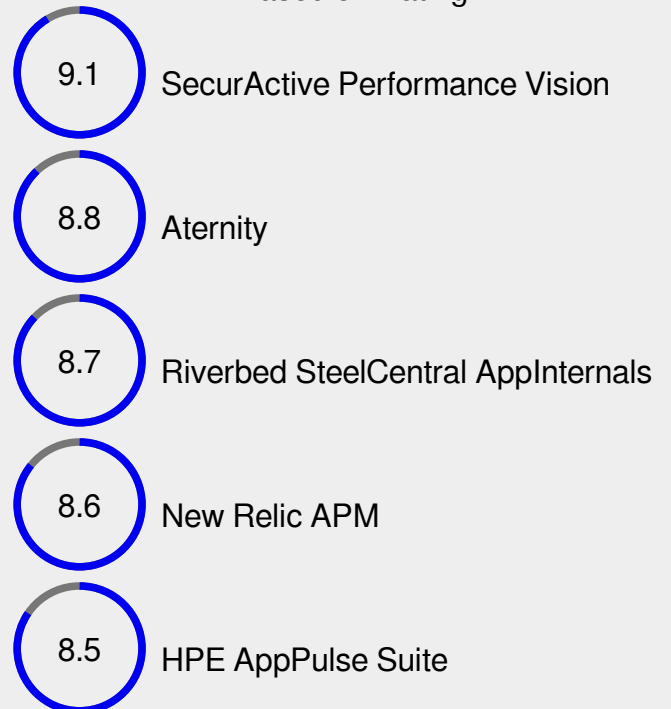 9.1
SecurActive Performance Vision
8.8
Aternity
8.7
Riverbed SteelCentral AppInternals
8.6
New Relic APM
8.5
HPE AppPulse Suite